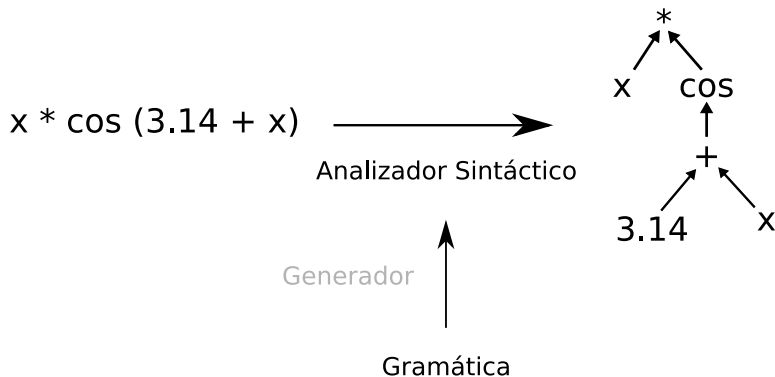 *
x cos
x * cos (3.14 + x)
+
Analizador Sintáctico
3.14 x
Generador
Gramática